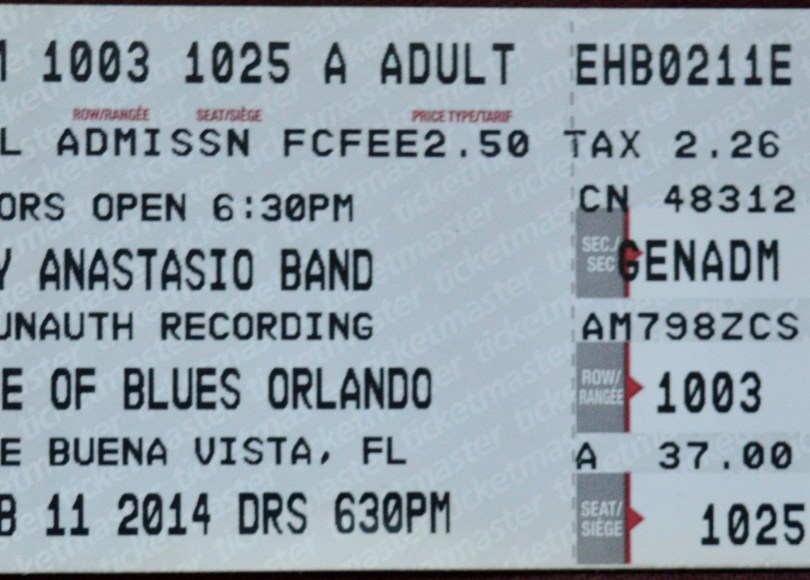 1003 1025 A ADULT EHB0211E
ROW/RANGÉE SEAT/SIÈGE PRICE TYPE/TARIF
L ADMISSN FCFEE2.50 TAX 2.26
ORS OPEN 6:30PM CN 48312
SEC./SEC GENADM
Y ANASTASIO BAND
UNAUTH RECORDING AM798ZCS
E OF BLUES ORLANDO ROW/RANGÉE 1003
E BUENA VISTA, FL A 37.00
B 11 2014 DRS 630PM SEAT/SIÈGE 1025
ticketmaster